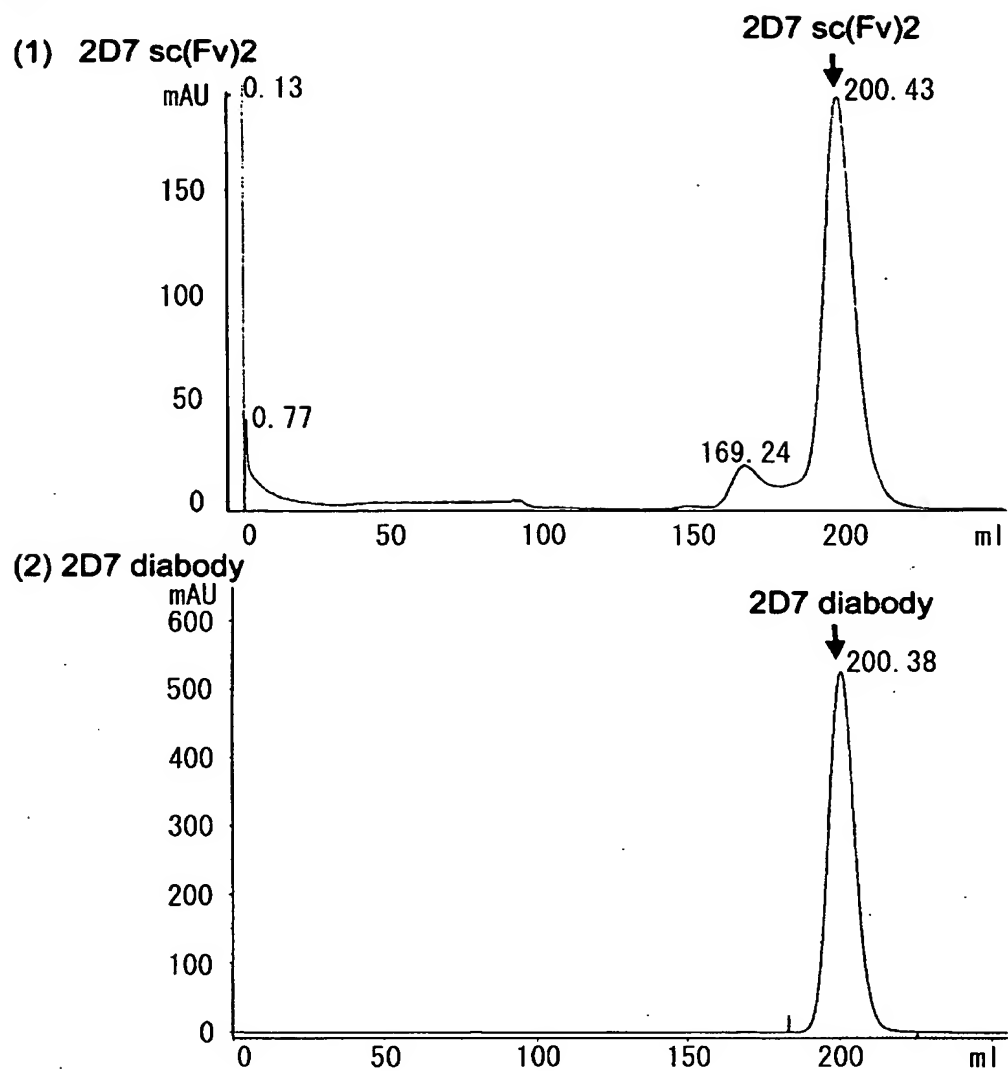 2D7 sc(Fv)2
(1) 2D7 sc(Fv)2
mAU
0.13
200.43
150
100
50
0.77
169.24
0
0 50 100 150 200 ml
(2) 2D7 diabody
mAU
2D7 diabody
600
200.38
500
400
300
200
100
0
0 50 100 150 200 ml